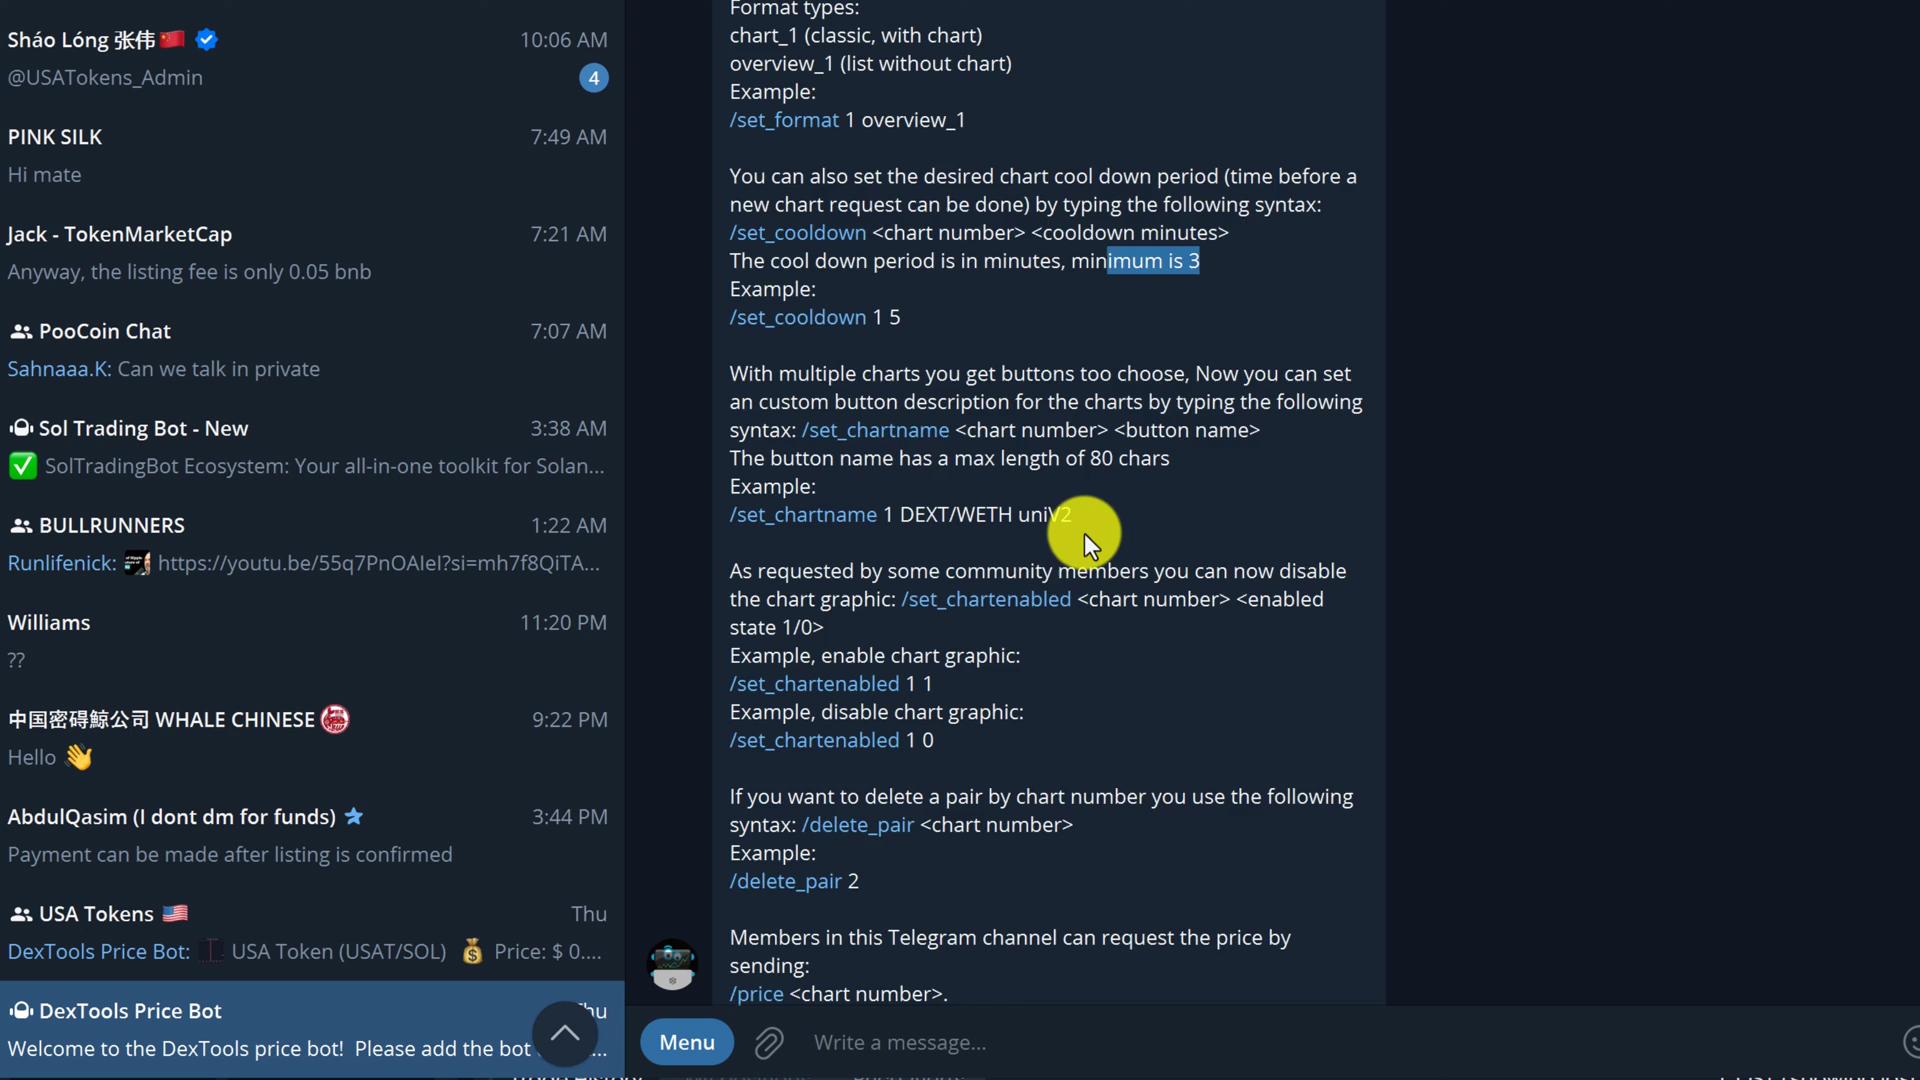 Sháo Lóng 张伟🇨🇳
10:06 AM
@USATokens_Admin
4
PINK SILK
7:49 AM
Hi mate
Jack - TokenMarketCap
7:21 AM
Anyway, the listing fee is only 0.05 bnb
PooCoin Chat
7:07 AM
Sahnaaa.K: Can we talk in private
Sol Trading Bot - New
3:38 AM
✅ SolTradingBot Ecosystem: Your all-in-one toolkit for Solan...
BULLRUNNERS
1:22 AM
Runlifenick: https://youtu.be/55q7PnOAIeI?si=mh7f8QiTA...
Williams
11:20 PM
??
中国密碍鲸公司 WHALE CHINESE
9:22 PM
Hello 👋
AbdulQasim (I dont dm for funds)
3:44 PM
Payment can be made after listing is confirmed
USA Tokens 🇺🇸
Thu
DexTools Price Bot: USA Token (USAT/SOL) 💰 Price: $ 0....
DexTools Price Bot
Welcome to the DexTools price bot! Please add the bot
Format types:
chart_1 (classic, with chart)
overview_1 (list without chart)
Example:
/set_format 1 overview_1
You can also set the desired chart cool down period (time before a
new chart request can be done) by typing the following syntax:
/set_cooldown <chart number> <cooldown minutes>
The cool down period is in minutes, minimum is 3
Example:
/set_cooldown 1 5
With multiple charts you get buttons too choose, Now you can set
an custom button description for the charts by typing the following
syntax: /set_chartname <chart number> <button name>
The button name has a max length of 80 chars
Example:
/set_chartname 1 DEXT/WETH uniV2
As requested by some community members you can now disable
the chart graphic: /set_chartenabled <chart number> <enabled
state 1/0>
Example, enable chart graphic:
/set_chartenabled 1 1
Example, disable chart graphic:
/set_chartenabled 1 0
If you want to delete a pair by chart number you use the following
syntax: /delete_pair <chart number>
Example:
/delete_pair 2
Members in this Telegram channel can request the price by
sending:
/price <chart number>.
Menu
Write a message...